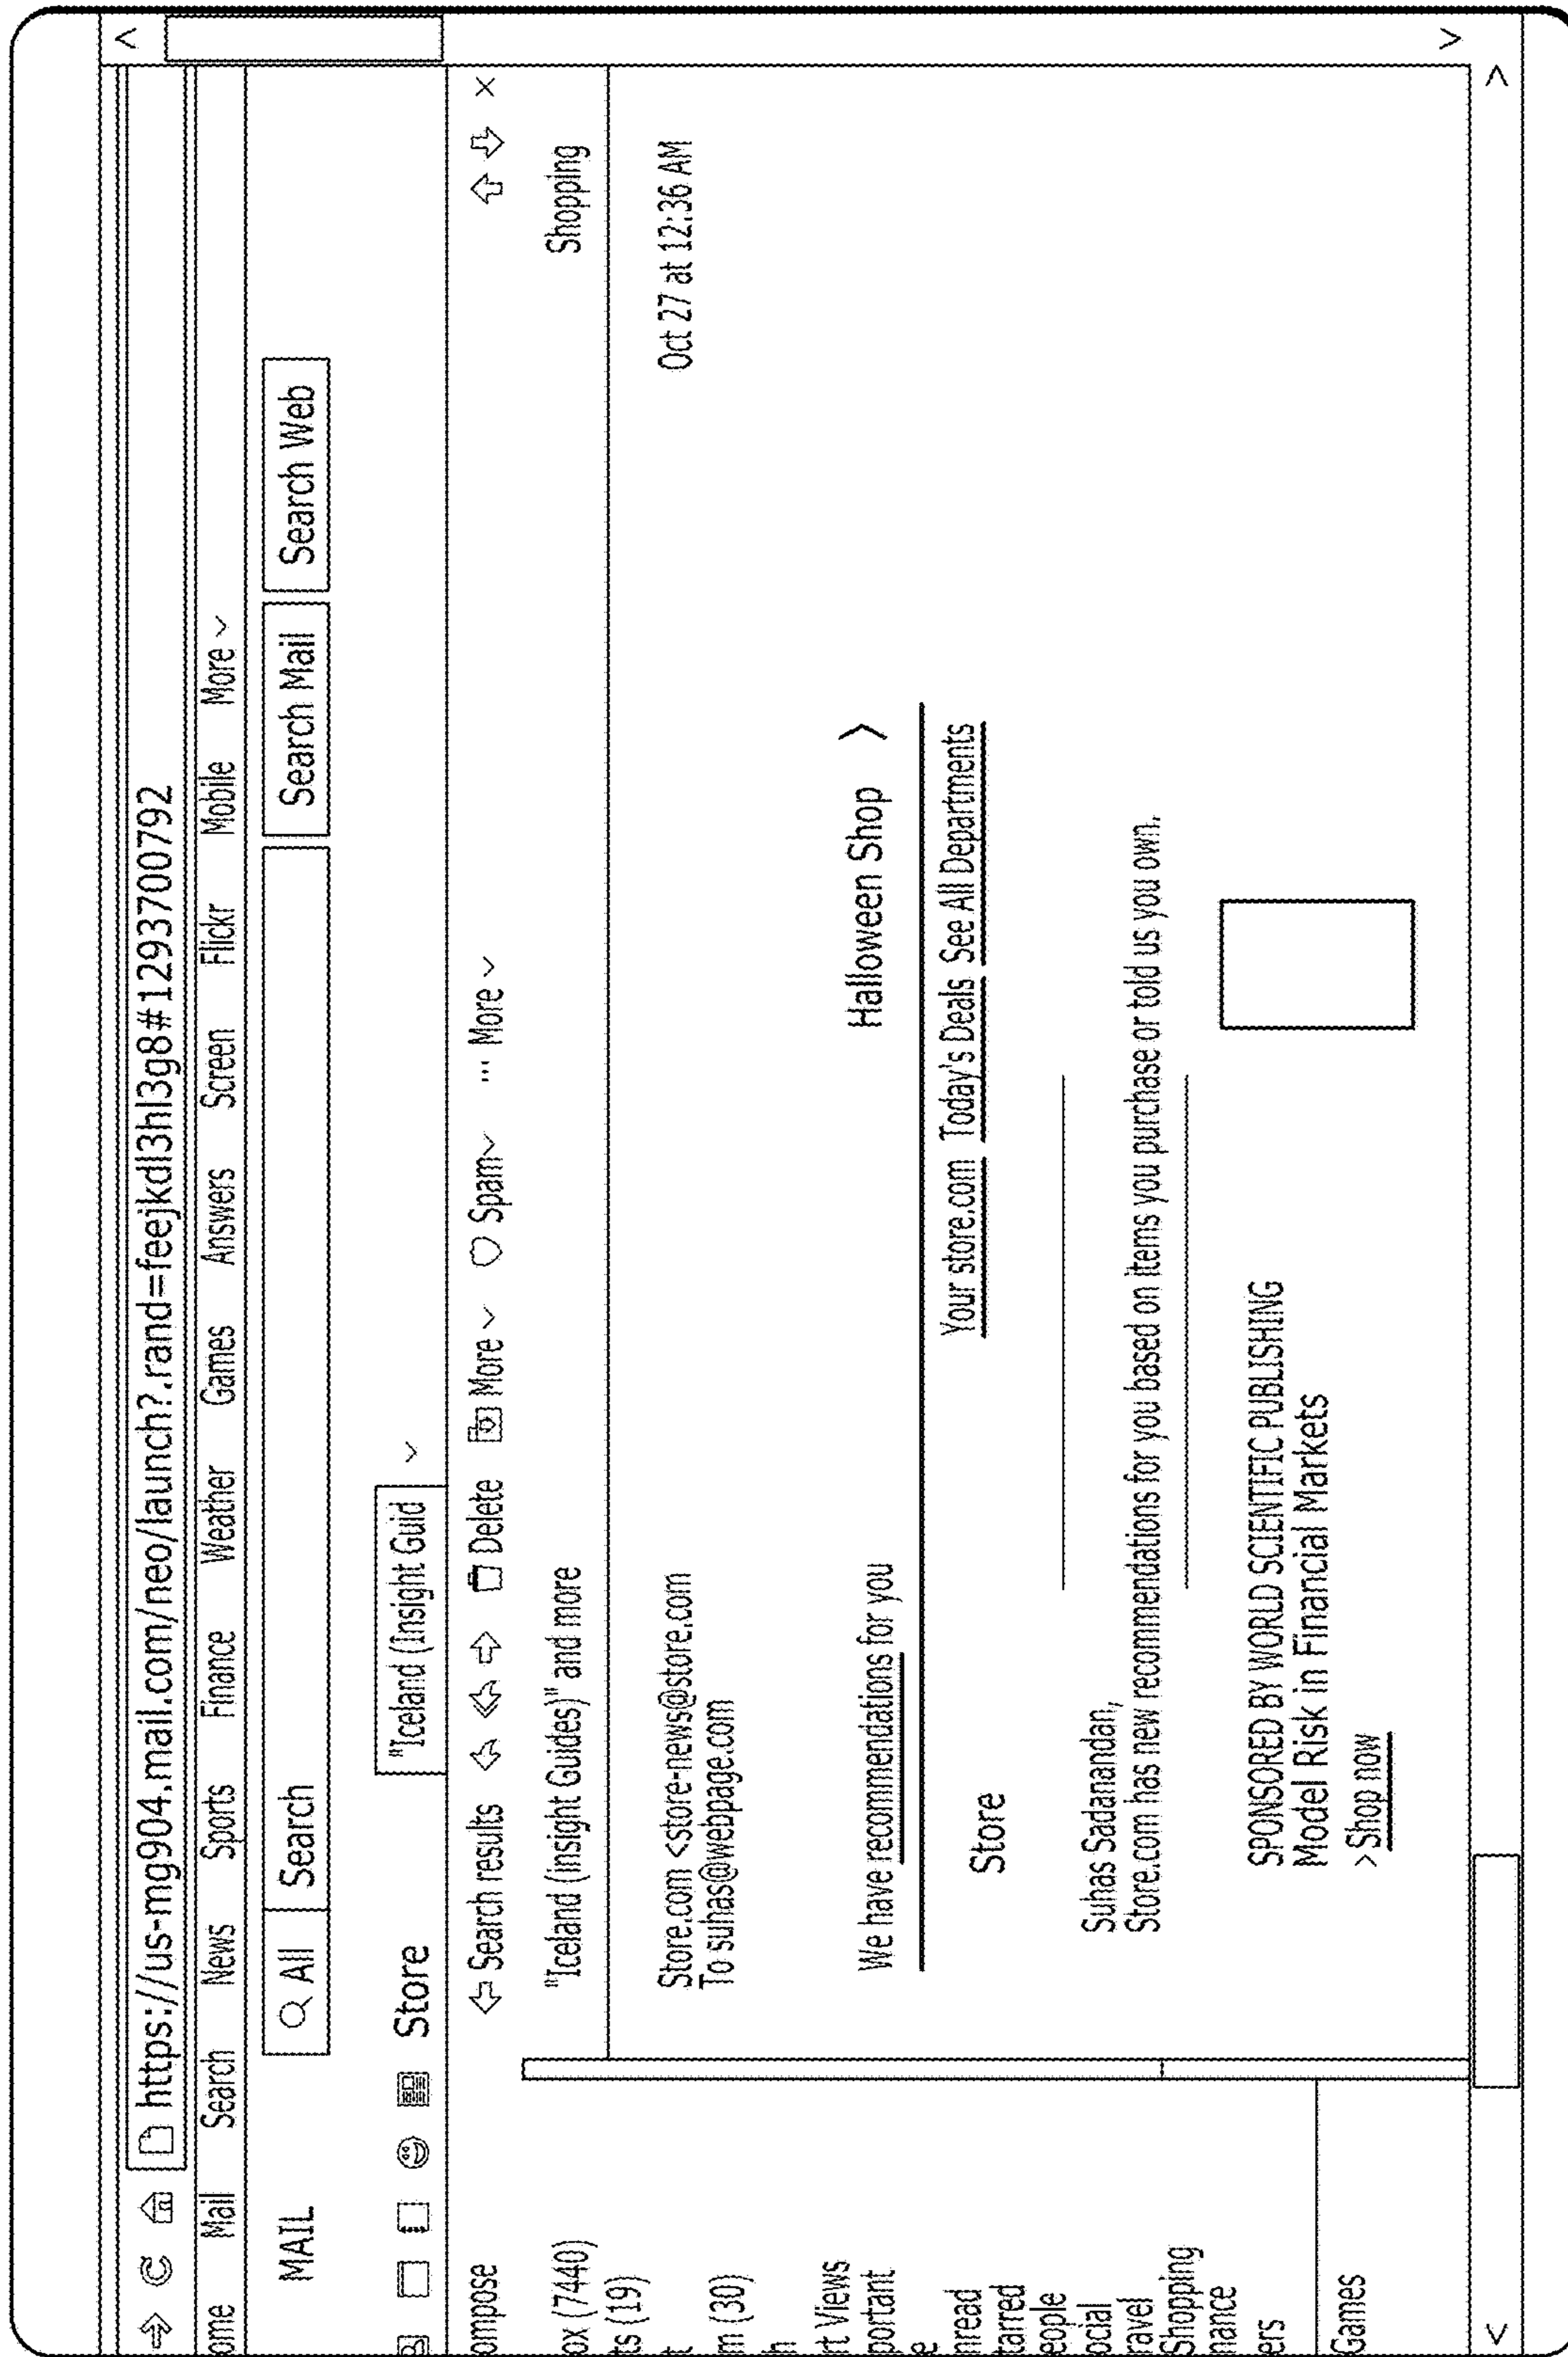 https://us-mg904.mail.com/neo/launch?.rand=feejkdl3hl3g8#1293700792
ome Mail Search News Sports Finance Weather Games Answers Screen Flickr Mobile More
MAIL All Search Search Mail Search Web
Store "Iceland (Insight Guid
ompose Search results Delete More Spam ... More ×
"Iceland (insight Guides)" and more Shopping
ox (7440)
ts (19)
t
m (30)
h
rt Views
portant
e
nread
tarred
eople
ocial
ravel
Shopping
nance
ers
Games
Store.com <store-news@store.com Oct 27 at 12:36 AM
To suhas@webpage.com
We have recommendations for you Halloween Shop >
Your store.com Today's Deals See All Departments
Store
Suhas Sadanandan,
Store.com has new recommendations for you based on items you purchase or told us you own.
SPONSORED BY WORLD SCIENTIFIC PUBLISHING
Model Risk in Financial Markets
> Shop now